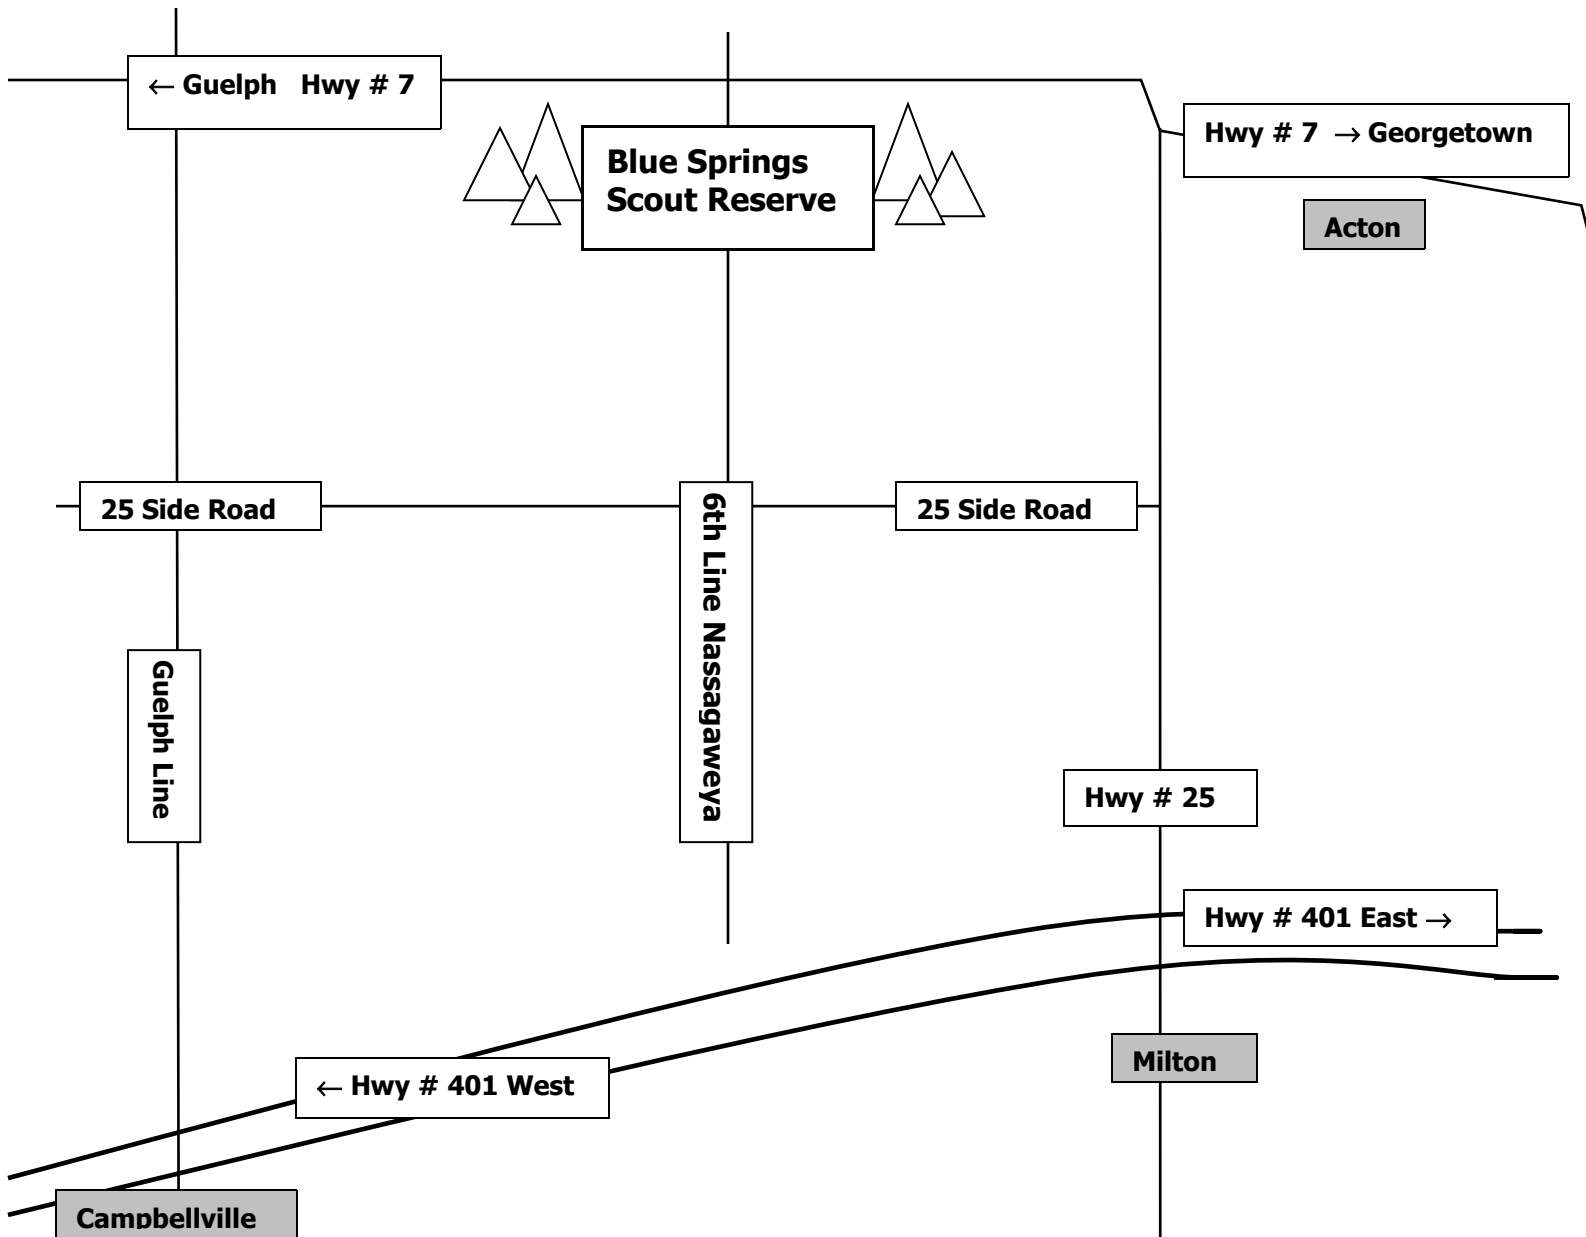 ← Guelph Hwy # 7
Hwy # 7 → Georgetown
Blue Springs
Scout Reserve
Acton
25 Side Road
6th Line Nassagaweya
25 Side Road
Guelph Line
Hwy # 25
Hwy # 401 East →
← Hwy # 401 West
Milton
Campbellville